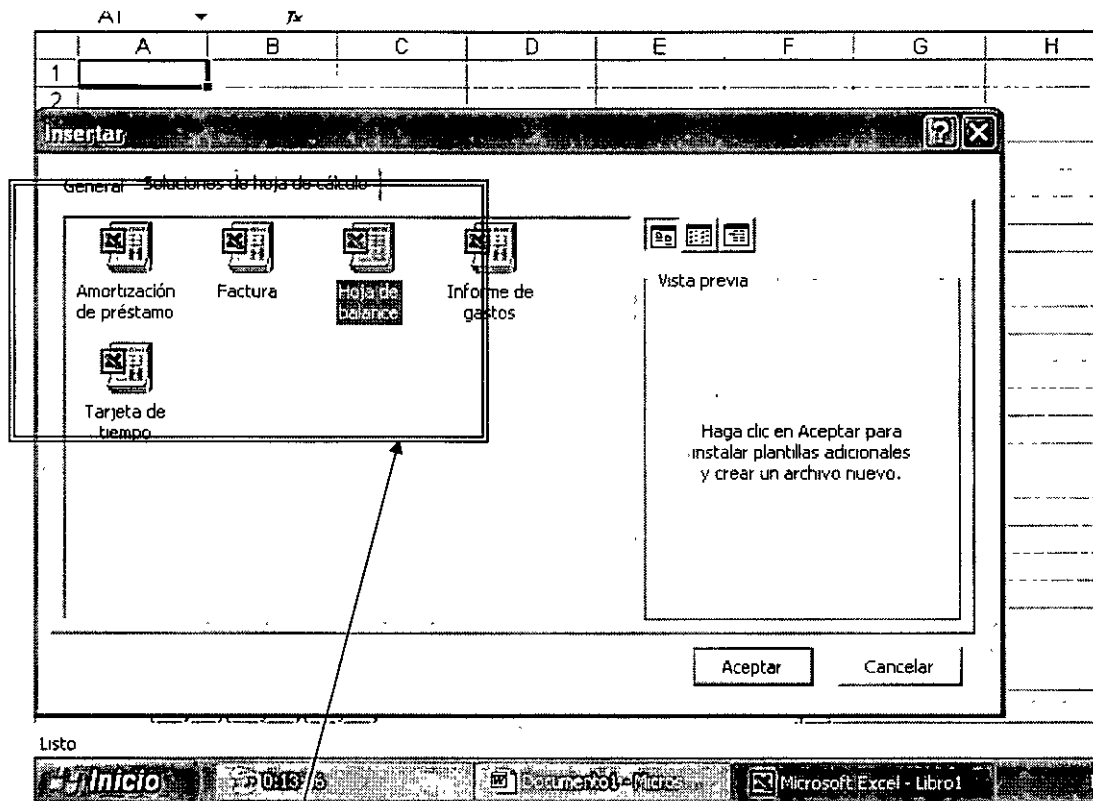 A1
A B C D E F G H
1
2
Insertar
General Soluciones de hoja de cálculo
Amortización de préstamo
Factura
Hoja de balance
Informe de gastos
Tarjeta de tiempo
Vista previa
Haga clic en Aceptar para
instalar plantillas adicionales
y crear un archivo nuevo.
Aceptar Cancelar
Listo
Inicio
Documento1 - Micros...
Microsoft Excel - Libro1